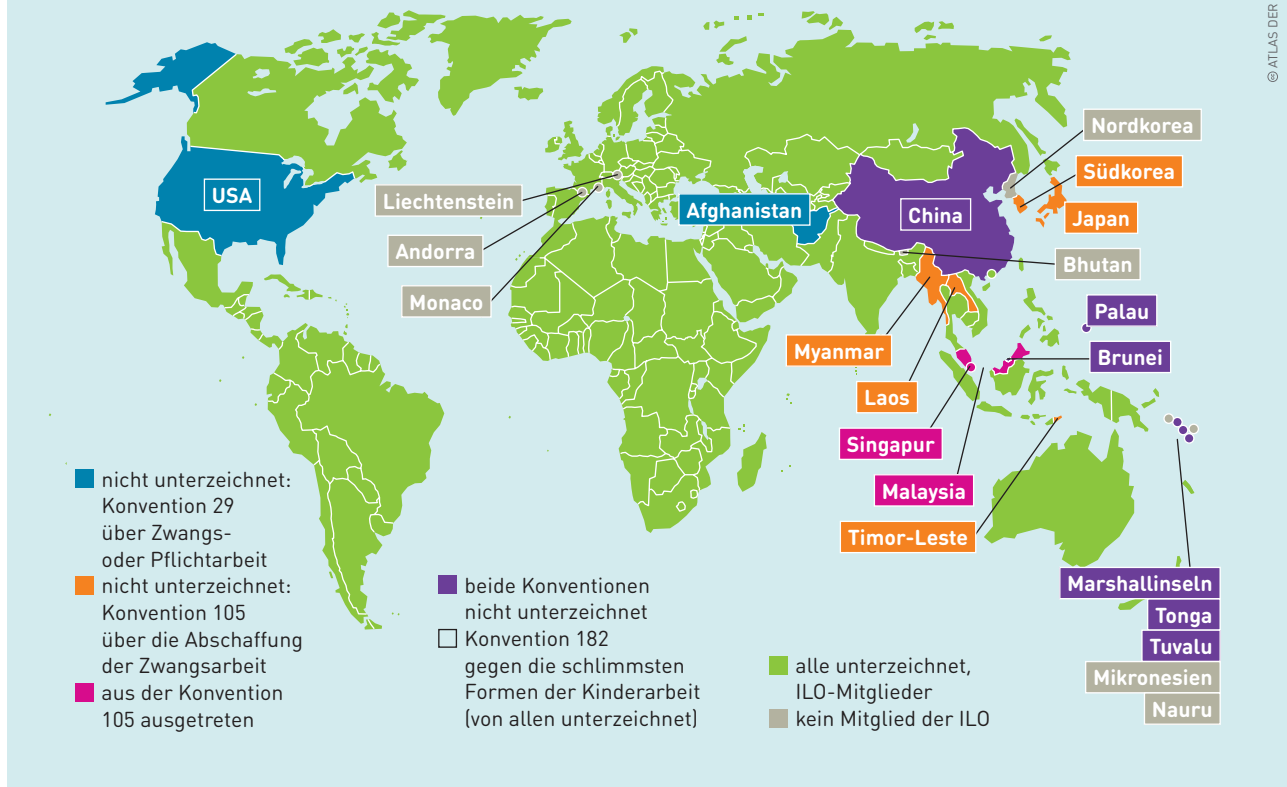 © ATLAS DER
Nordkorea
Südkorea
USA
Liechtenstein
Afghanistan
China
Japan
Andorra
Bhutan
Monaco
Palau
Myanmar
Brunei
Laos
Singapur
Malaysia
Timor-Leste
nicht unterzeichnet:
Konvention 29
über Zwangs-
oder Pflichtarbeit
nicht unterzeichnet:
Konvention 105
über die Abschaffung
der Zwangsarbeit
aus der Konvention
105 ausgetreten
beide Konventionen
nicht unterzeichnet
Konvention 182
gegen die schlimmsten
Formen der Kinderarbeit
(von allen unterzeichnet)
alle unterzeichnet,
ILO-Mitglieder
kein Mitglied der ILO
Marshallinseln
Tonga
Tuvalu
Mikronesien
Nauru